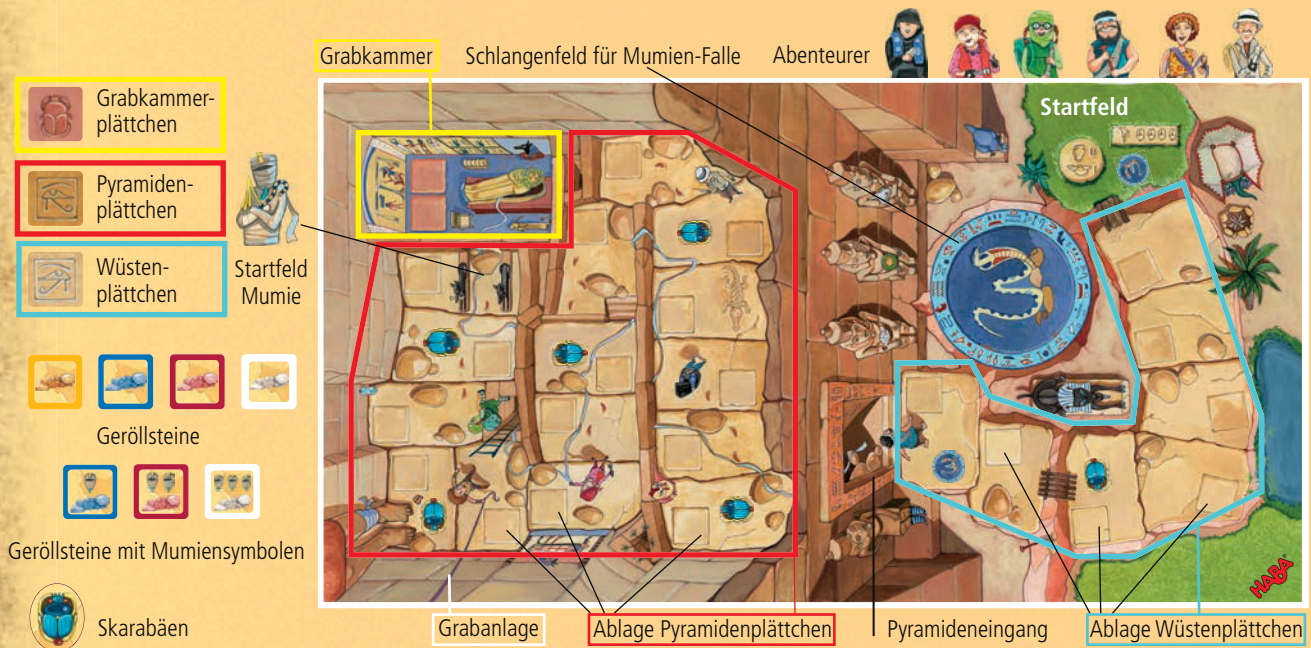 Grabkammer
Schlangenfeld für Mumien-Falle
Abenteurer
Grabkammer-
plättchen
Pyramiden-
plättchen
Wüsten-
plättchen
Startfeld
Mumie
Startfeld
Geröllsteine
Geröllsteine mit Mumiensymbolen
Skarabäen
HABA
Grabanlage
Ablage Pyramidenplättchen
Pyramideneingang
Ablage Wüstenplättchen